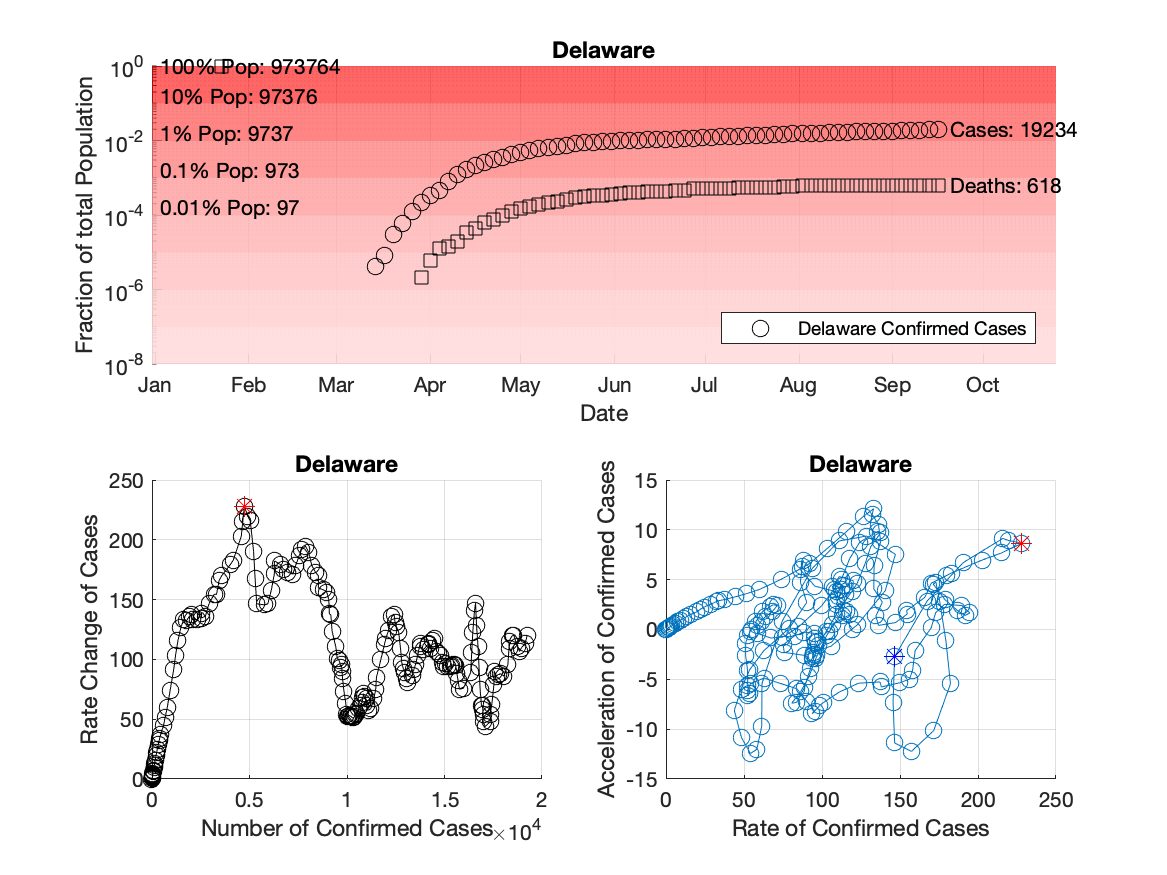 Delaware
10^0
10^-2
10^-4
10^-6
10^-8
Fraction of total Population
100% Pop: 973764
10% Pop: 97376
1% Pop: 9737
0.1% Pop: 973
0.01% Pop: 97
Cases: 19234
Deaths: 618
Delaware Confirmed Cases
Jan Feb Mar Apr May Jun Jul Aug Sep Oct
Date
Delaware
250
200
150
100
50
0
Rate Change of Cases
0 0.5 1 1.5 2
Number of Confirmed Cases ×10^4
Delaware
15
10
5
0
-5
-10
-15
Acceleration of Confirmed Cases
0 50 100 150 200 250
Rate of Confirmed Cases